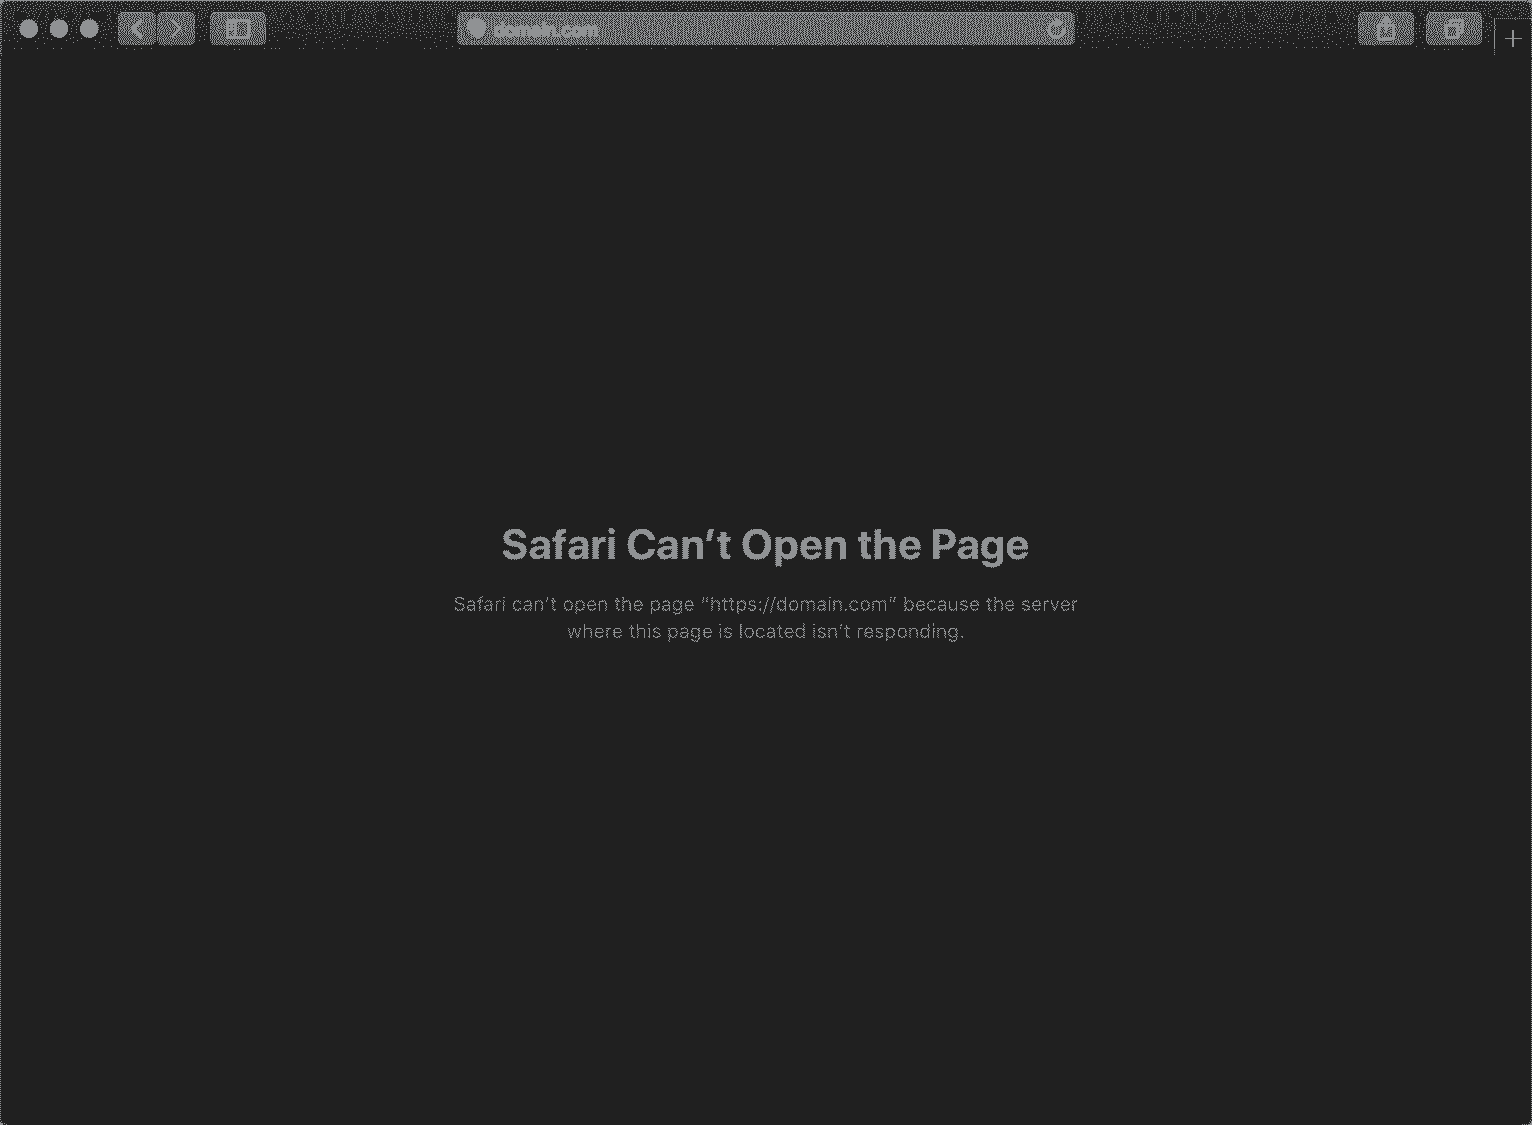 domain.com
Safari Can’t Open the Page
Safari can’t open the page “https://domain.com” because the server
where this page is located isn’t responding.